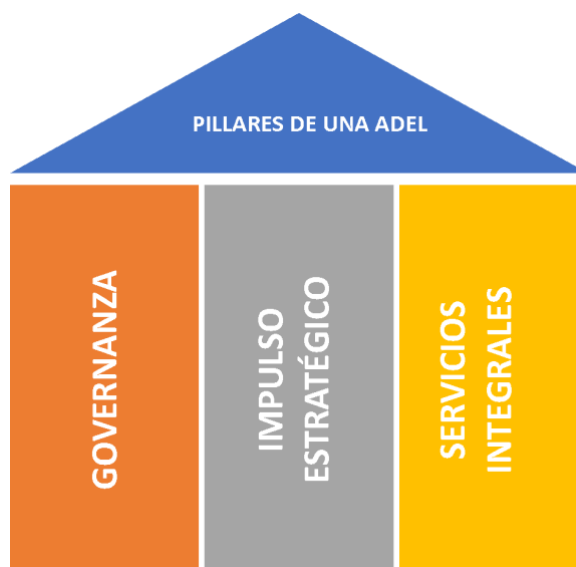 PILLARES DE UNA ADEL
GOVERNANZA
IMPULSO
ESTRATÉGICO
SERVICIOS
INTEGRALES